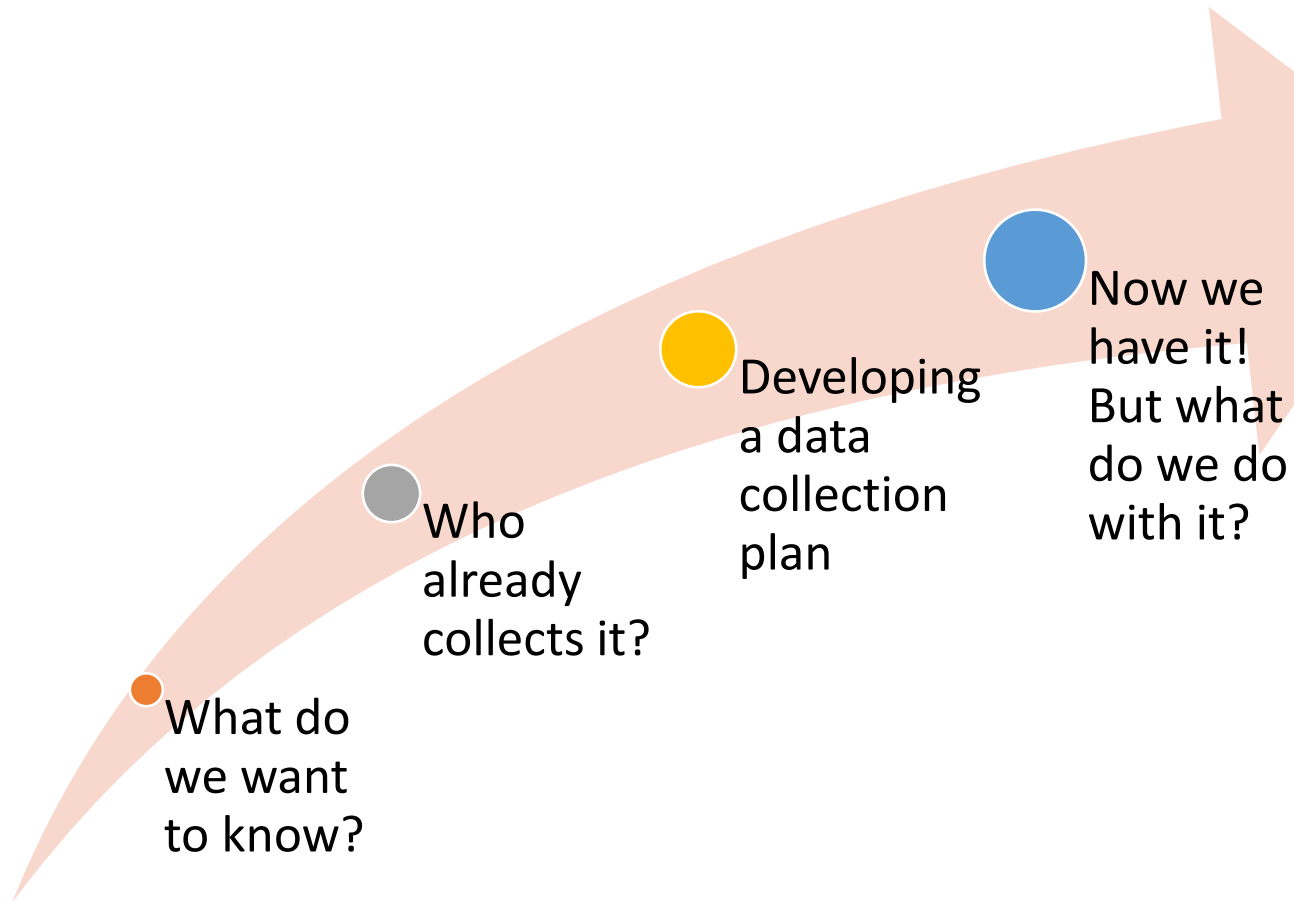 What do
we want
to know?
Who
already
collects it?
Developing
a data
collection
plan
Now we
have it!
But what
do we do
with it?